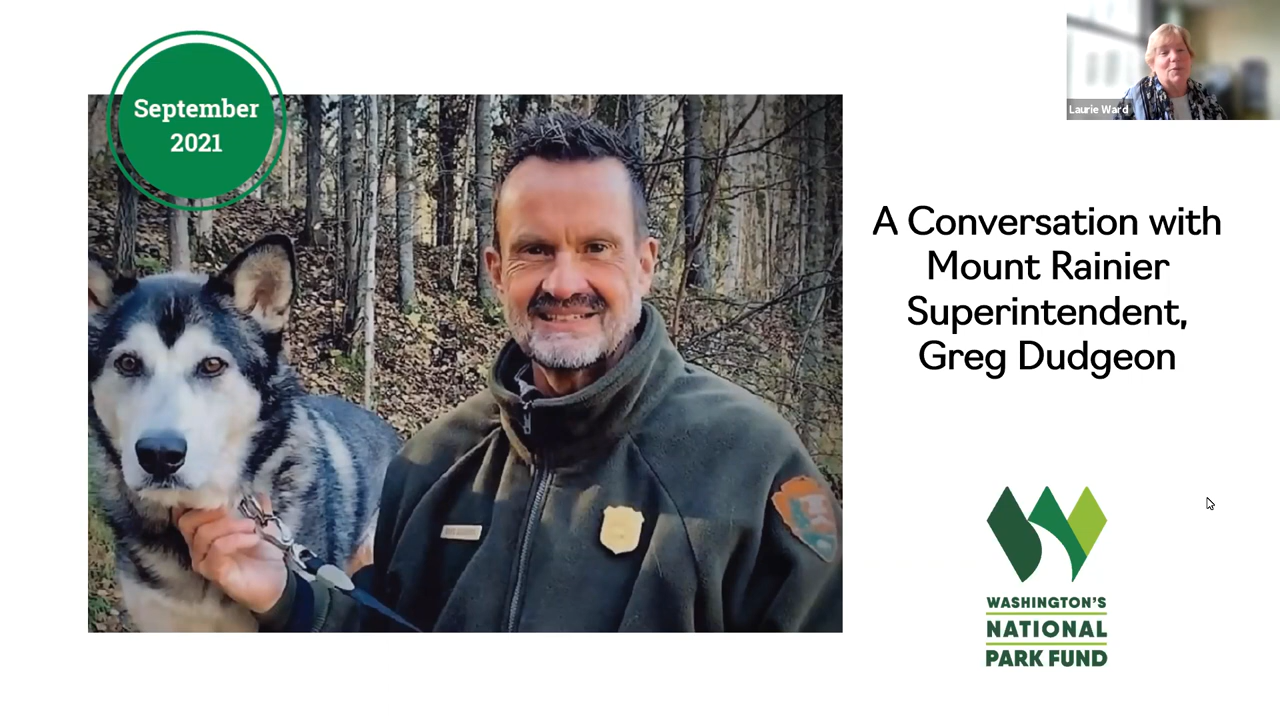 September
2021
Laurie Ward
A Conversation with
Mount Rainier
Superintendent,
Greg Dudgeon
WASHINGTON'S
NATIONAL
PARK FUND